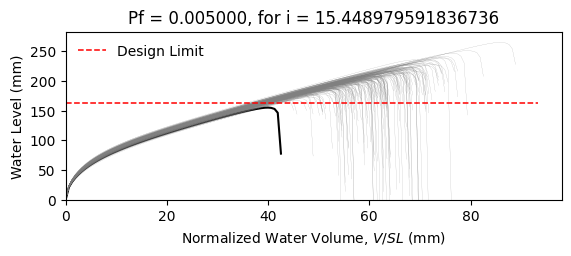 Pf = 0.005000, for i = 15.448979591836736
Design Limit
Water Level (mm)
250
200
150
100
50
0
0 20 40 60 80
Normalized Water Volume, V/SL (mm)